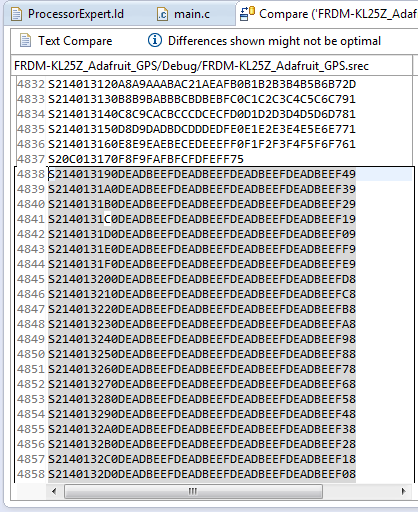 ProcessorExpert.ld
main.c
Compare ('FRDM-KL25Z_Adaf
Text Compare
Differences shown might not be optimal
FRDM-KL25Z_Adafruit_GPS/Debug/FRDM-KL25Z_Adafruit_GPS.srec
4832 S214013120A8A9AAABAC21AEAFB0B1B2B3B4B5B6B72D
4833 S214013130B8B9BABBBCBDBEBFC0C1C2C3C4C5C6C791
4834 S214013140C8C9CACBCCCDCECFD0D1D2D3D4D5D6D781
4835 S214013150D8D9DADBDCDDDEDFE0E1E2E3E4E5E6E771
4836 S214013160E8E9EAEBECEDEEEFF0F1F2F3F4F5F6F761
4837 S20C013170F8F9FAFBFCFDFEFF75
4838 S214013190DEADBEEFDEADBEEFDEADBEEFDEADBEEF49
4839 S2140131A0DEADBEEFDEADBEEFDEADBEEFDEADBEEF39
4840 S2140131B0DEADBEEFDEADBEEFDEADBEEFDEADBEEF29
4841 S2140131C0DEADBEEFDEADBEEFDEADBEEFDEADBEEF19
4842 S2140131D0DEADBEEFDEADBEEFDEADBEEFDEADBEEF09
4843 S2140131E0DEADBEEFDEADBEEFDEADBEEFDEADBEEFF9
4844 S2140131F0DEADBEEFDEADBEEFDEADBEEFDEADBEEFE9
4845 S214013200DEADBEEFDEADBEEFDEADBEEFDEADBEEFD8
4846 S214013210DEADBEEFDEADBEEFDEADBEEFDEADBEEFC8
4847 S214013220DEADBEEFDEADBEEFDEADBEEFDEADBEEFB8
4848 S214013230DEADBEEFDEADBEEFDEADBEEFDEADBEEFA8
4849 S214013240DEADBEEFDEADBEEFDEADBEEFDEADBEEF98
4850 S214013250DEADBEEFDEADBEEFDEADBEEFDEADBEEF88
4851 S214013260DEADBEEFDEADBEEFDEADBEEFDEADBEEF78
4852 S214013270DEADBEEFDEADBEEFDEADBEEFDEADBEEF68
4853 S214013280DEADBEEFDEADBEEFDEADBEEFDEADBEEF58
4854 S214013290DEADBEEFDEADBEEFDEADBEEFDEADBEEF48
4855 S2140132A0DEADBEEFDEADBEEFDEADBEEFDEADBEEF38
4856 S2140132B0DEADBEEFDEADBEEFDEADBEEFDEADBEEF28
4857 S2140132C0DEADBEEFDEADBEEFDEADBEEFDEADBEEF18
4858 S2140132D0DEADBEEFDEADBEEFDEADBEEFDEADBEEF08